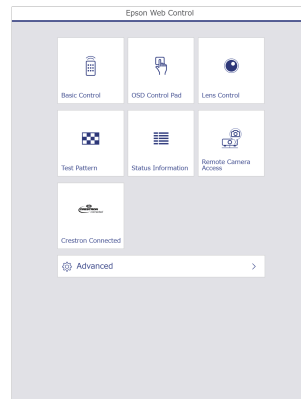 Epson Web Control
Basic Control
OSD Control Pad
Lens Control
Test Pattern
Status Information
Remote Camera
Access
CRESTRON
Crestron Connected
Advanced